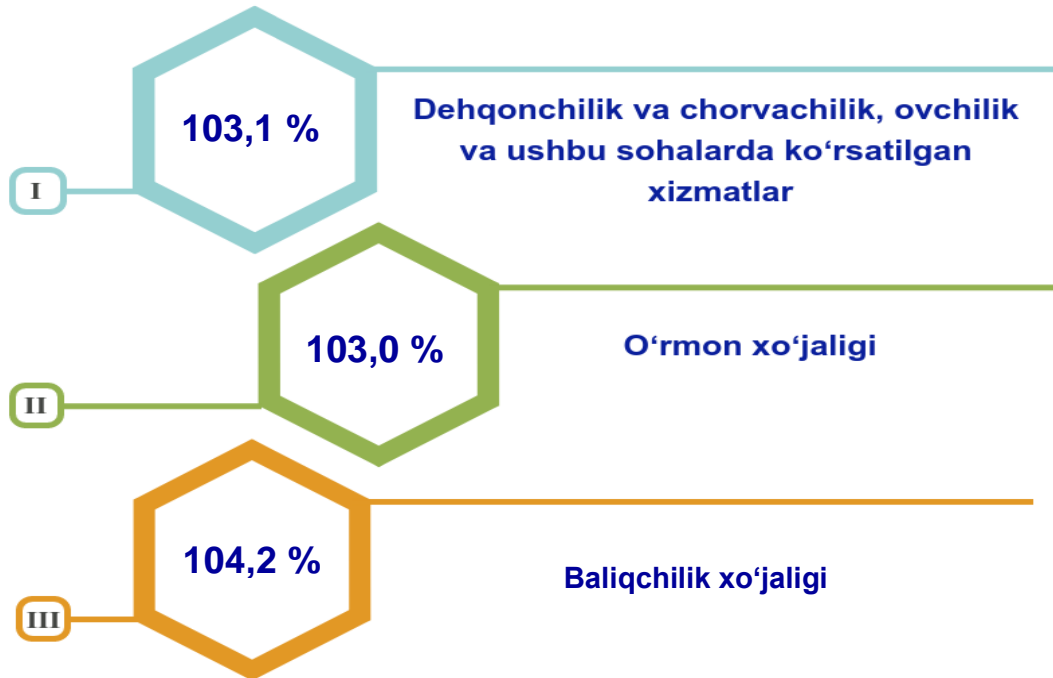 103,1 %
Dehqonchilik va chorvachilik, ovchilik
va ushbu sohalarda ko‘rsatilgan
xizmatlar
I
103,0 %
O‘rmon xo‘jaligi
II
104,2 %
Baliqchilik xo‘jaligi
III